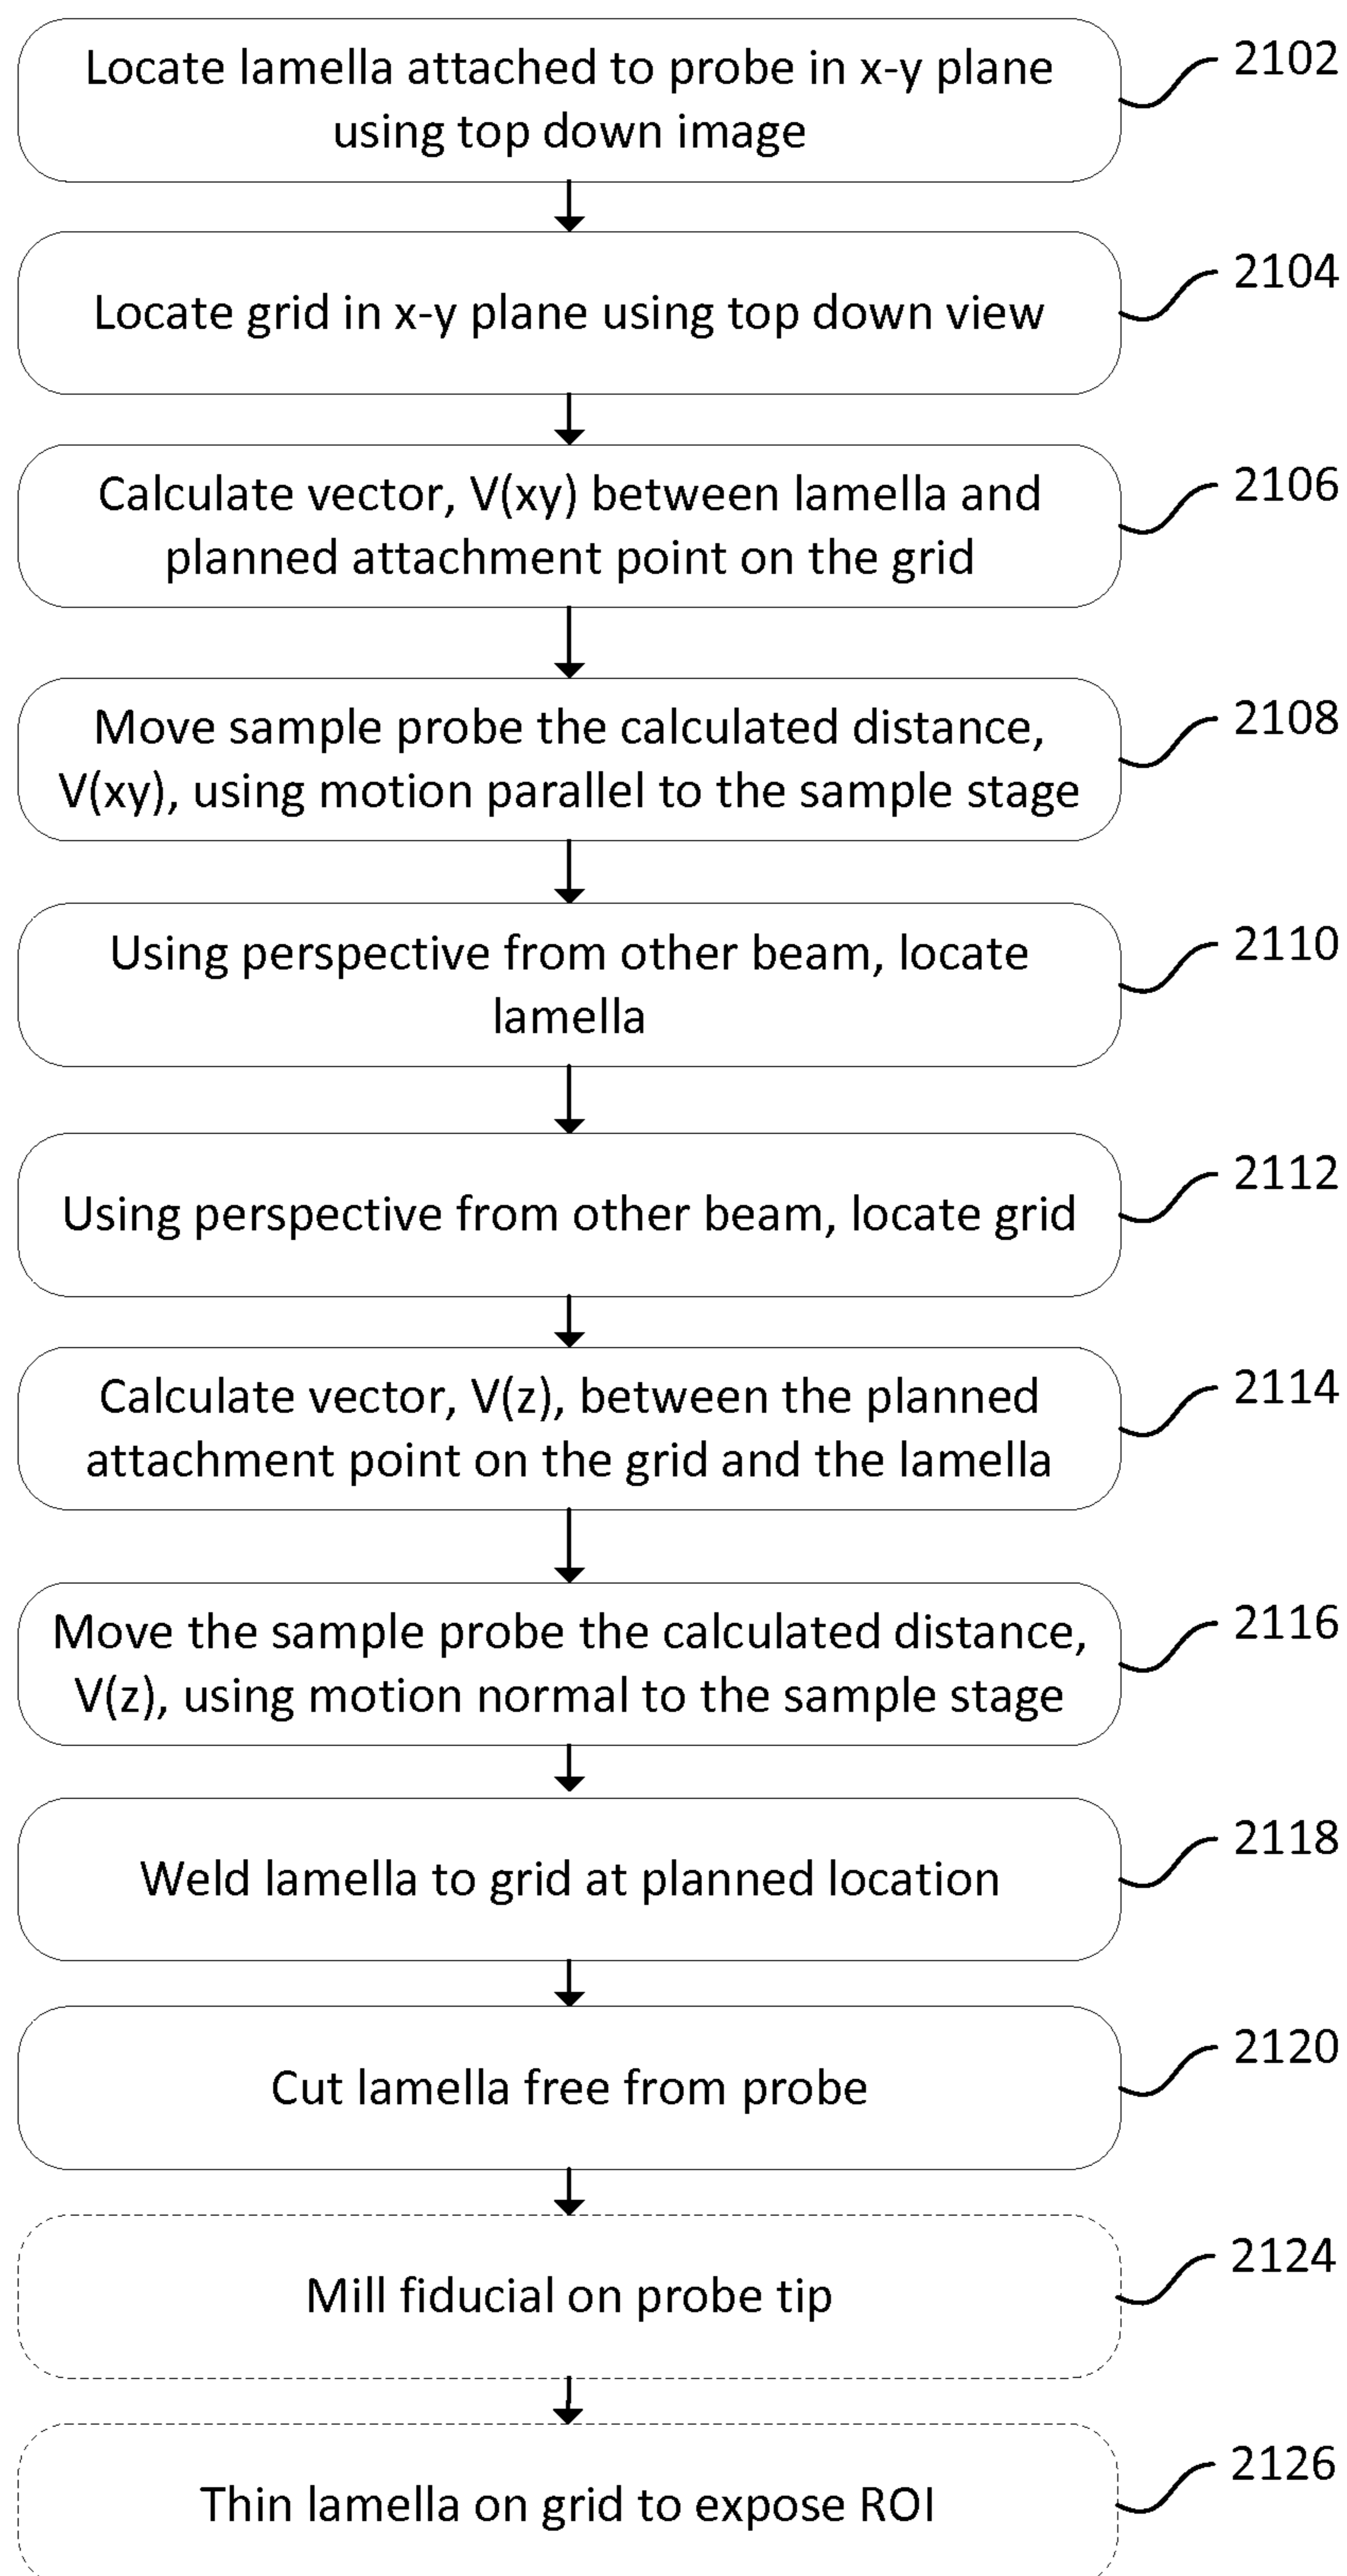 Locate lamella attached to probe in x-y plane
using top down image
2102
Locate grid in x-y plane using top down view
2104
Calculate vector, V(xy) between lamella and
planned attachment point on the grid
2106
Move sample probe the calculated distance,
V(xy), using motion parallel to the sample stage
2108
Using perspective from other beam, locate
lamella
2110
Using perspective from other beam, locate grid
2112
Calculate vector, V(z), between the planned
attachment point on the grid and the lamella
2114
Move the sample probe the calculated distance,
V(z), using motion normal to the sample stage
2116
Weld lamella to grid at planned location
2118
Cut lamella free from probe
2120
Mill fiducial on probe tip
2124
Thin lamella on grid to expose ROI
2126